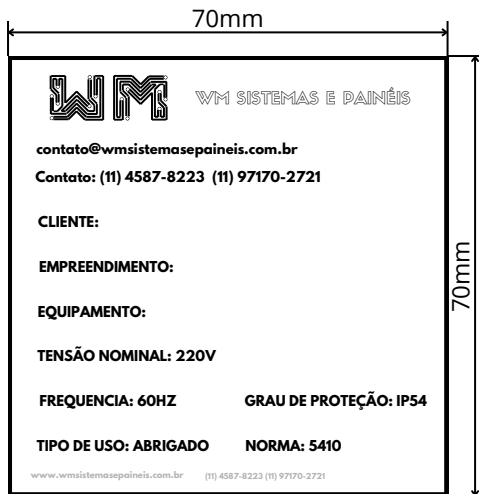 70mm
WM WM SISTEMAS E PAINÉIS
contato@wmsistemasepaineis.com.br
Contato: (11) 4587-8223 (11) 97170-2721
CLIENTE:
EMPREENDIMENTO:
70mm
EQUIPAMENTO:
TENSÃO NOMINAL: 220V
FREQUENCIA: 60HZ GRAU DE PROTEÇÃO: IP54
TIPO DE USO: ABRIGADO NORMA: 5410
www.wmsistemasepaineis.com.br (11) 4587-8223 (11) 97170-2721